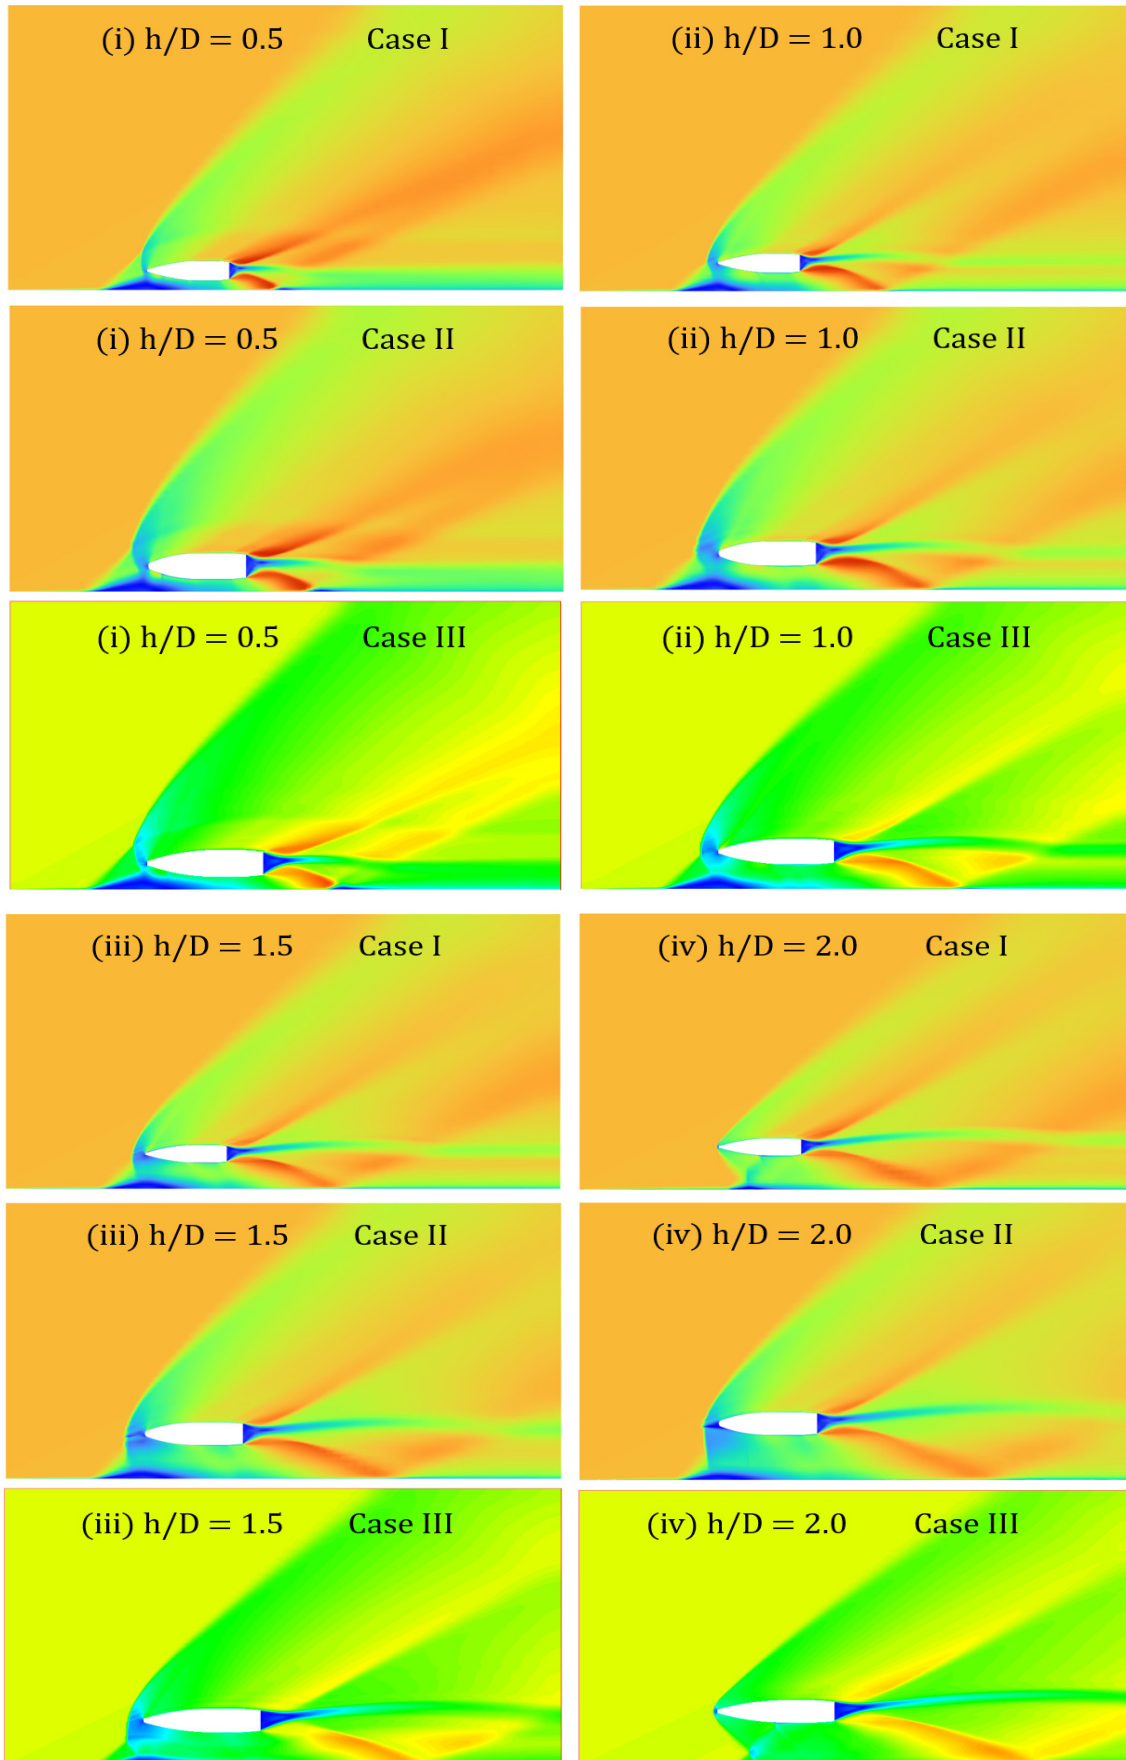 (i) h/D = 0.5 Case I
(ii) h/D = 1.0 Case I
(i) h/D = 0.5 Case II
(ii) h/D = 1.0 Case II
(i) h/D = 0.5 Case III
(ii) h/D = 1.0 Case III
(iii) h/D = 1.5 Case I
(iv) h/D = 2.0 Case I
(iii) h/D = 1.5 Case II
(iv) h/D = 2.0 Case II
(iii) h/D = 1.5 Case III
(iv) h/D = 2.0 Case III